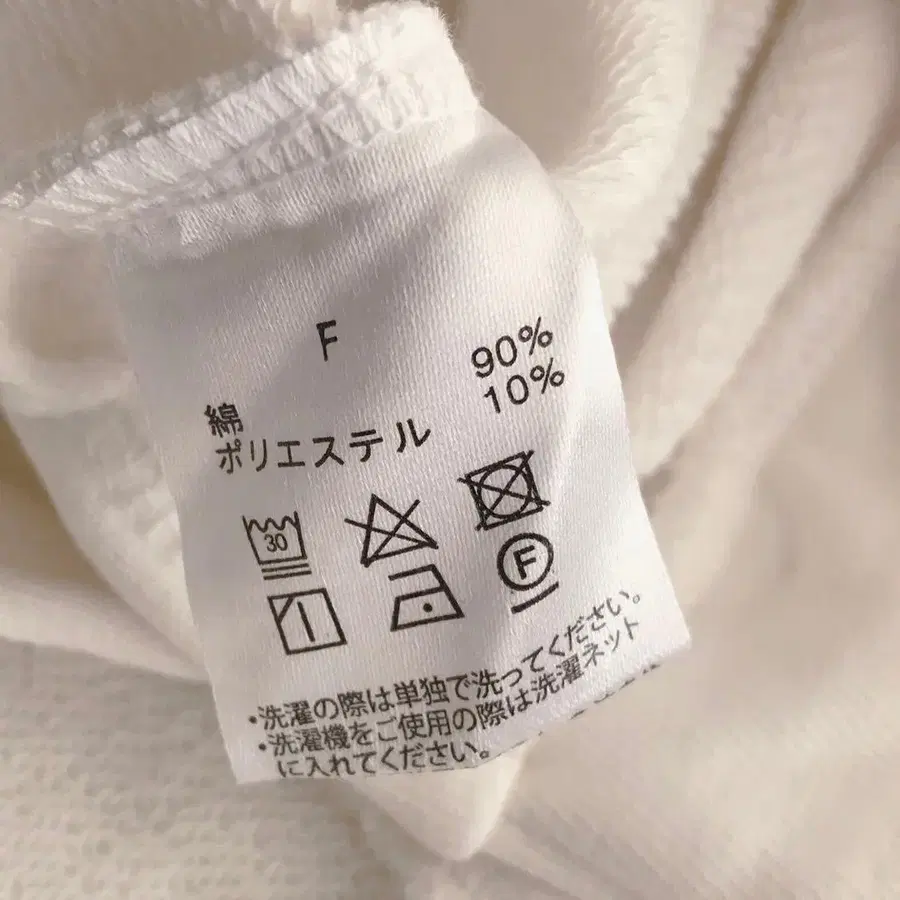 F
綿 90%
ポリエステル 10%
30
F
・洗濯の際は単独で洗ってください。
・洗濯機をご使用の際は洗濯ネット
に入れてください。